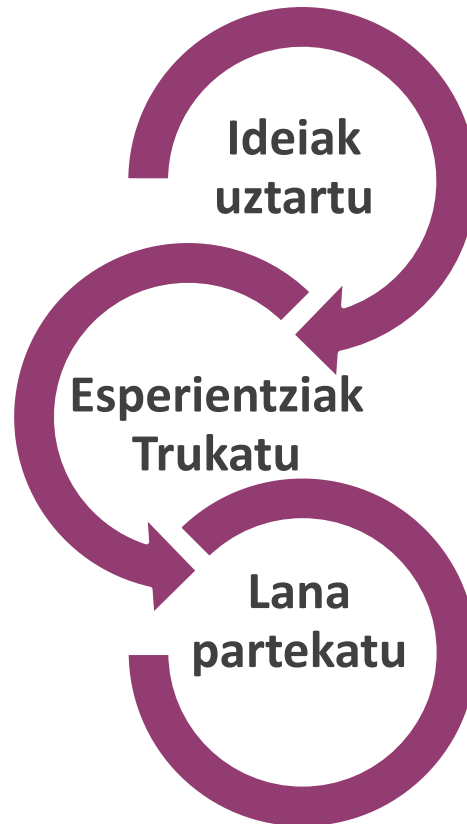 Ideiak
uztartu
Esperientziak
Trukatu
Lana
partekatu